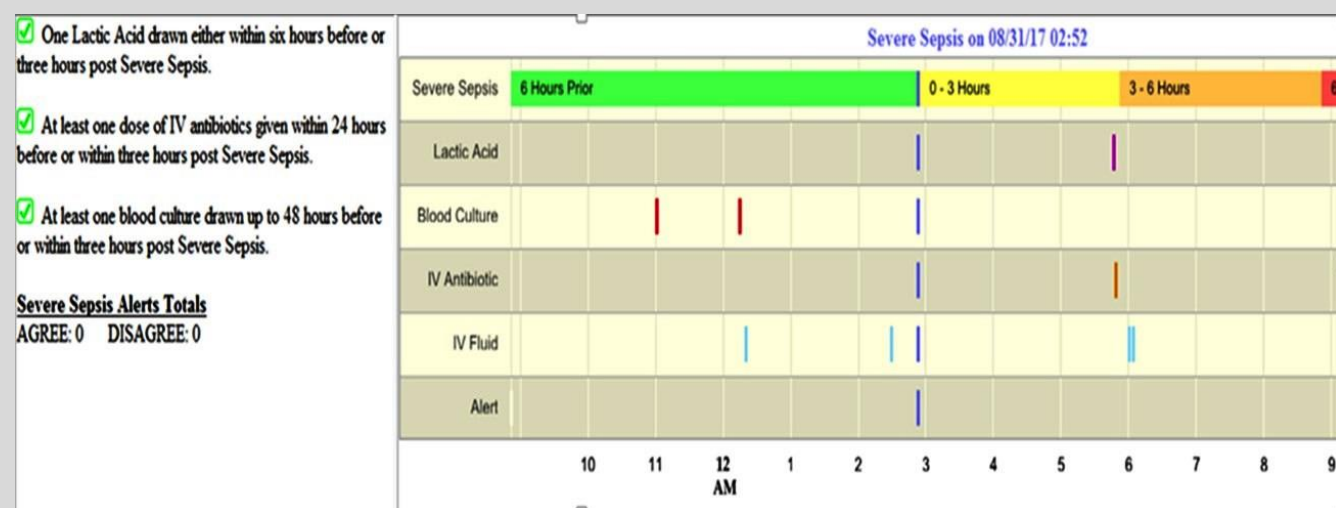 One Lactic Acid drawn either within six hours before or
three hours post Severe Sepsis.
At least one dose of IV antibiotics given within 24 hours
before or within three hours post Severe Sepsis.
At least one blood culture drawn up to 48 hours before
or within three hours post Severe Sepsis.
Severe Sepsis Alerts Totals
AGREE: 0 DISAGREE: 0
Severe Sepsis on 08/31/17 02:52
Severe Sepsis 6 Hours Prior 0 - 3 Hours 3 - 6 Hours
Lactic Acid
Blood Culture
IV Antibiotic
IV Fluid
Alert
10 11 12 1 2 3 4 5 6 7 8 9
AM